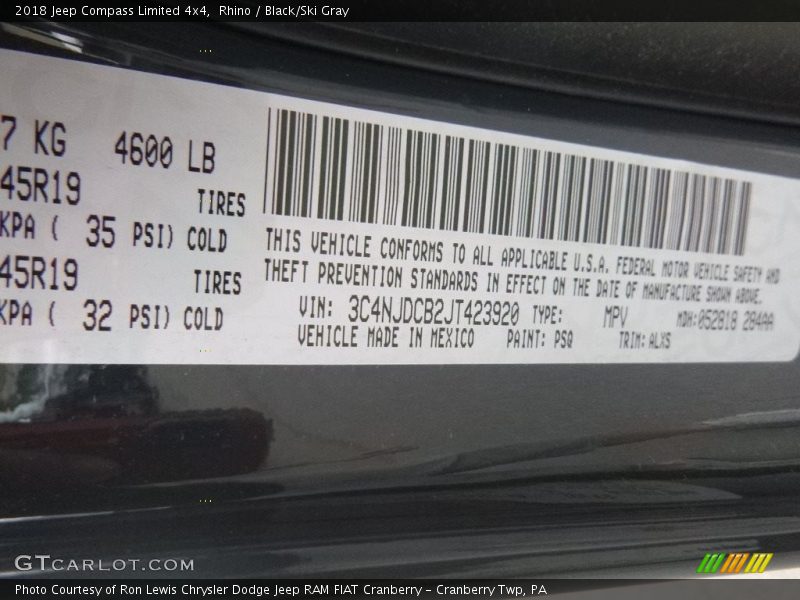 2018 Jeep Compass Limited 4x4, Rhino / Black/Ski Gray
7 KG 4600 LB
45R19 TIRES
KPA ( 35 PSI) COLD
45R19 TIRES
KPA ( 32 PSI) COLD
THIS VEHICLE CONFORMS TO ALL APPLICABLE U.S.A. FEDERAL MOTOR VEHICLE SAFETY AND
THEFT PREVENTION STANDARDS IN EFFECT ON THE DATE OF MANUFACTURE SHOWN ABOVE.
VIN: 3C4NJDCB2JT423920 TYPE: MPV MDH:052818 284AA
VEHICLE MADE IN MEXICO PAINT: PSQ TRIM: ALXS
GTCARLOT.COM
Photo Courtesy of Ron Lewis Chrysler Dodge Jeep RAM FIAT Cranberry - Cranberry Twp, PA